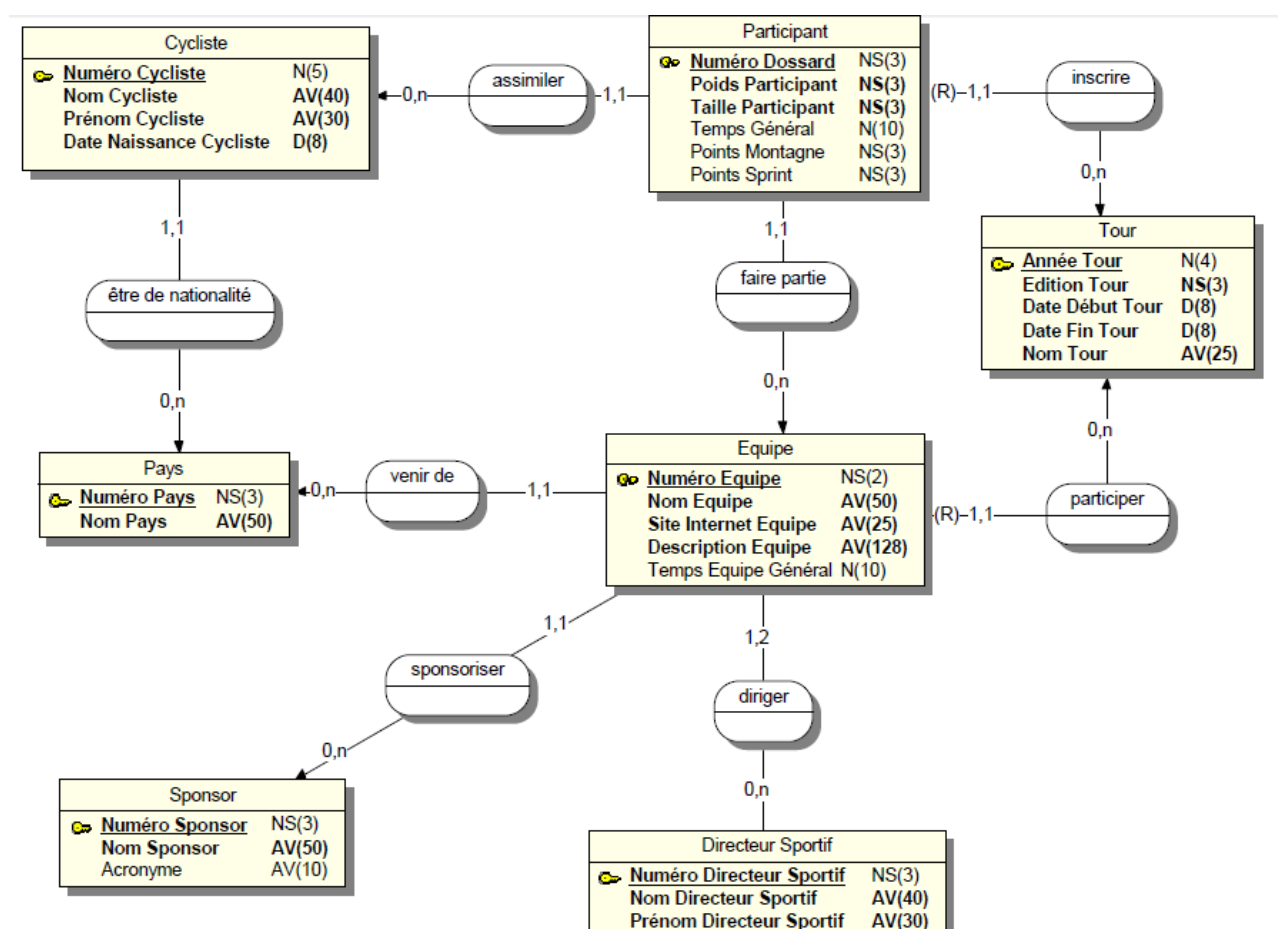 Cycliste
Numéro Cycliste N(5)
Nom Cycliste AV(40)
Prénom Cycliste AV(30)
Date Naissance Cycliste D(8)
0,n
assimiler
1,1
Participant
Numéro Dossard NS(3)
Poids Participant NS(3)
Taille Participant NS(3)
Temps Général N(10)
Points Montagne NS(3)
Points Sprint NS(3)
(R)-1,1
inscrire
0,n
Tour
Année Tour N(4)
Edition Tour NS(3)
Date Début Tour D(8)
Date Fin Tour D(8)
Nom Tour AV(25)
1,1
être de nationalité
0,n
1,1
faire partie
0,n
0,n
participer
(R)-1,1
Pays
Numéro Pays NS(3)
Nom Pays AV(50)
0,n
venir de
1,1
Equipe
Numéro Equipe NS(2)
Nom Equipe AV(50)
Site Internet Equipe AV(25)
Description Equipe AV(128)
Temps Equipe Général N(10)
1,1
sponsoriser
0,n
1,2
diriger
0,n
Sponsor
Numéro Sponsor NS(3)
Nom Sponsor AV(50)
Acronyme AV(10)
Directeur Sportif
Numéro Directeur Sportif NS(3)
Nom Directeur Sportif AV(40)
Prénom Directeur Sportif AV(30)